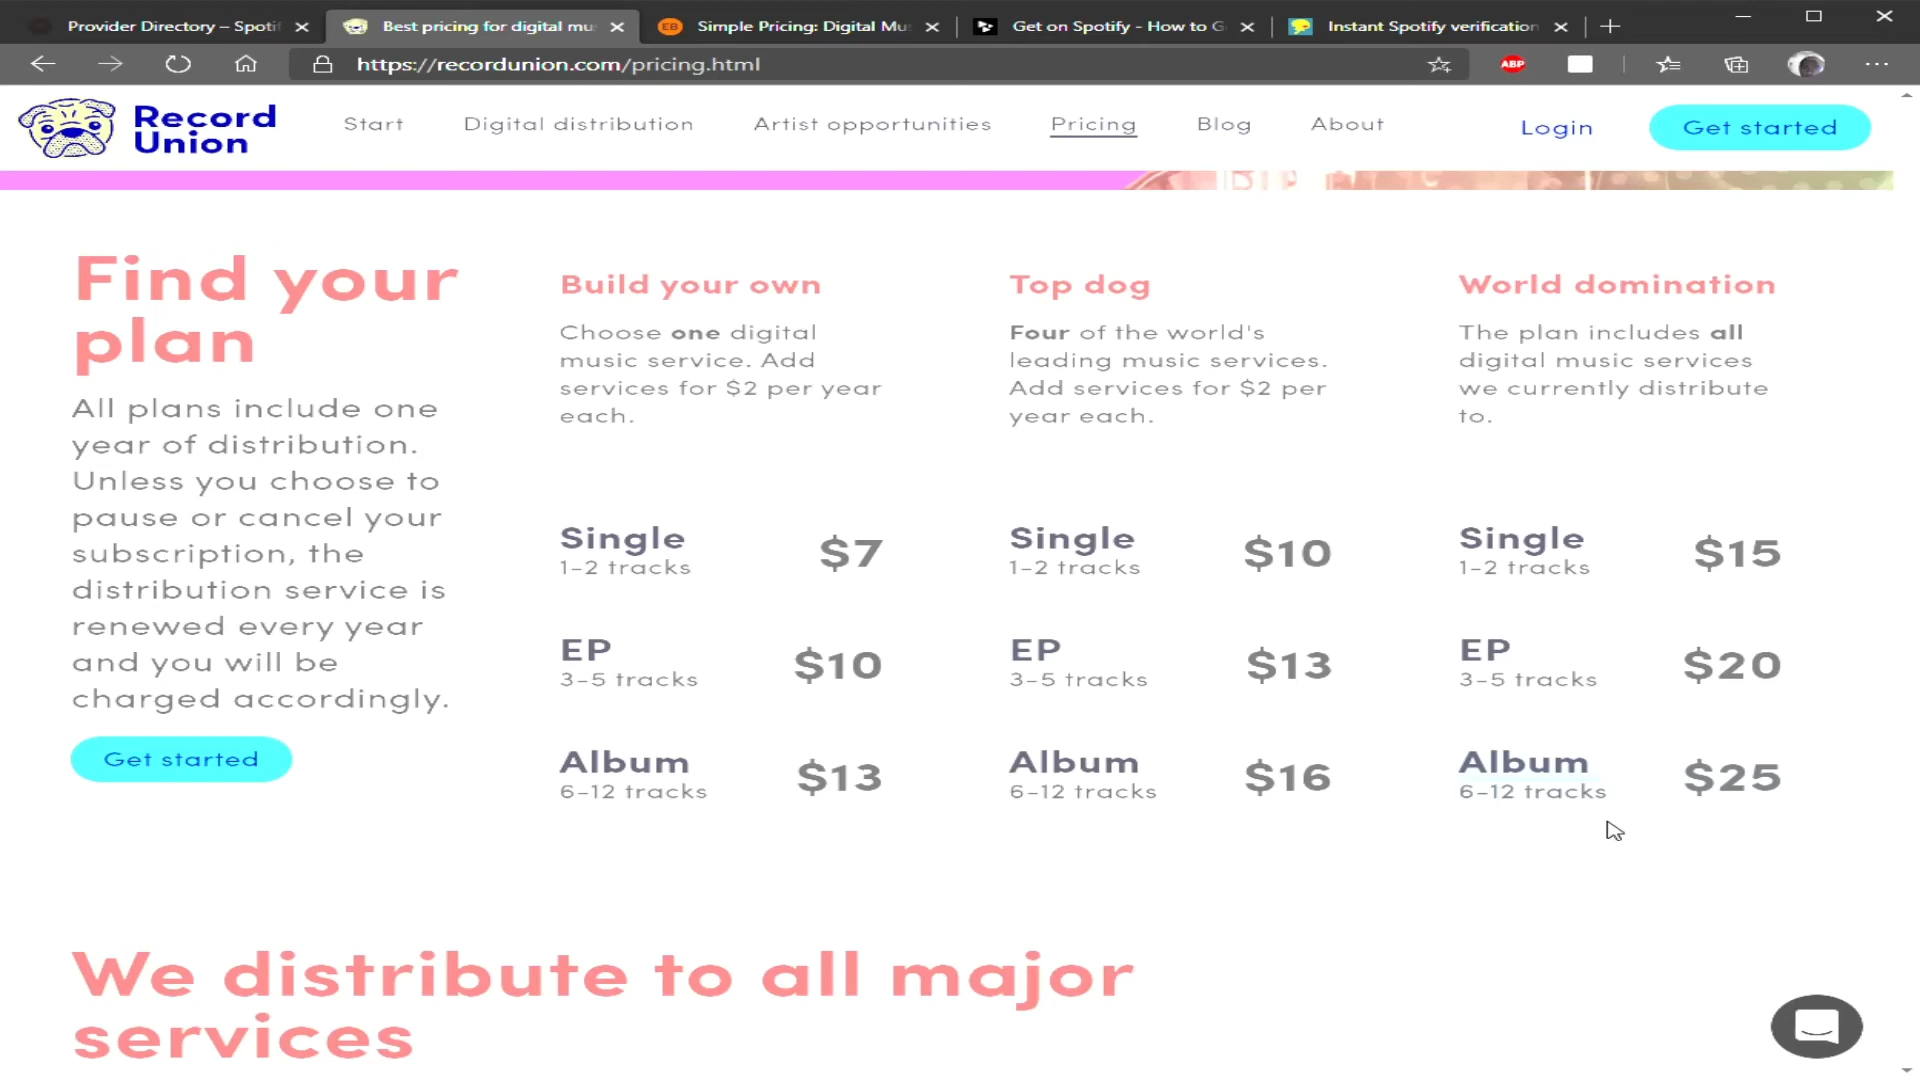 Provider Directory – Spotif
Best pricing for digital mu
Simple Pricing: Digital Mu
Get on Spotify - How to G
Instant Spotify verification
https://recordunion.com/pricing.html
ABP
Record
Union
Start
Digital distribution
Artist opportunities
Pricing
Blog
About
Login
Get started
Find your
plan
All plans include one
year of distribution.
Unless you choose to
pause or cancel your
subscription, the
distribution service is
renewed every year
and you will be
charged accordingly.
Get started
Build your own
Choose one digital
music service. Add
services for $2 per year
each.
Single $7
1-2 tracks
EP $10
3-5 tracks
Album $13
6-12 tracks
Top dog
Four of the world's
leading music services.
Add services for $2 per
year each.
Single $10
1-2 tracks
EP $13
3-5 tracks
Album $16
6-12 tracks
World domination
The plan includes all
digital music services
we currently distribute
to.
Single $15
1-2 tracks
EP $20
3-5 tracks
Album $25
6-12 tracks
We distribute to all major
services